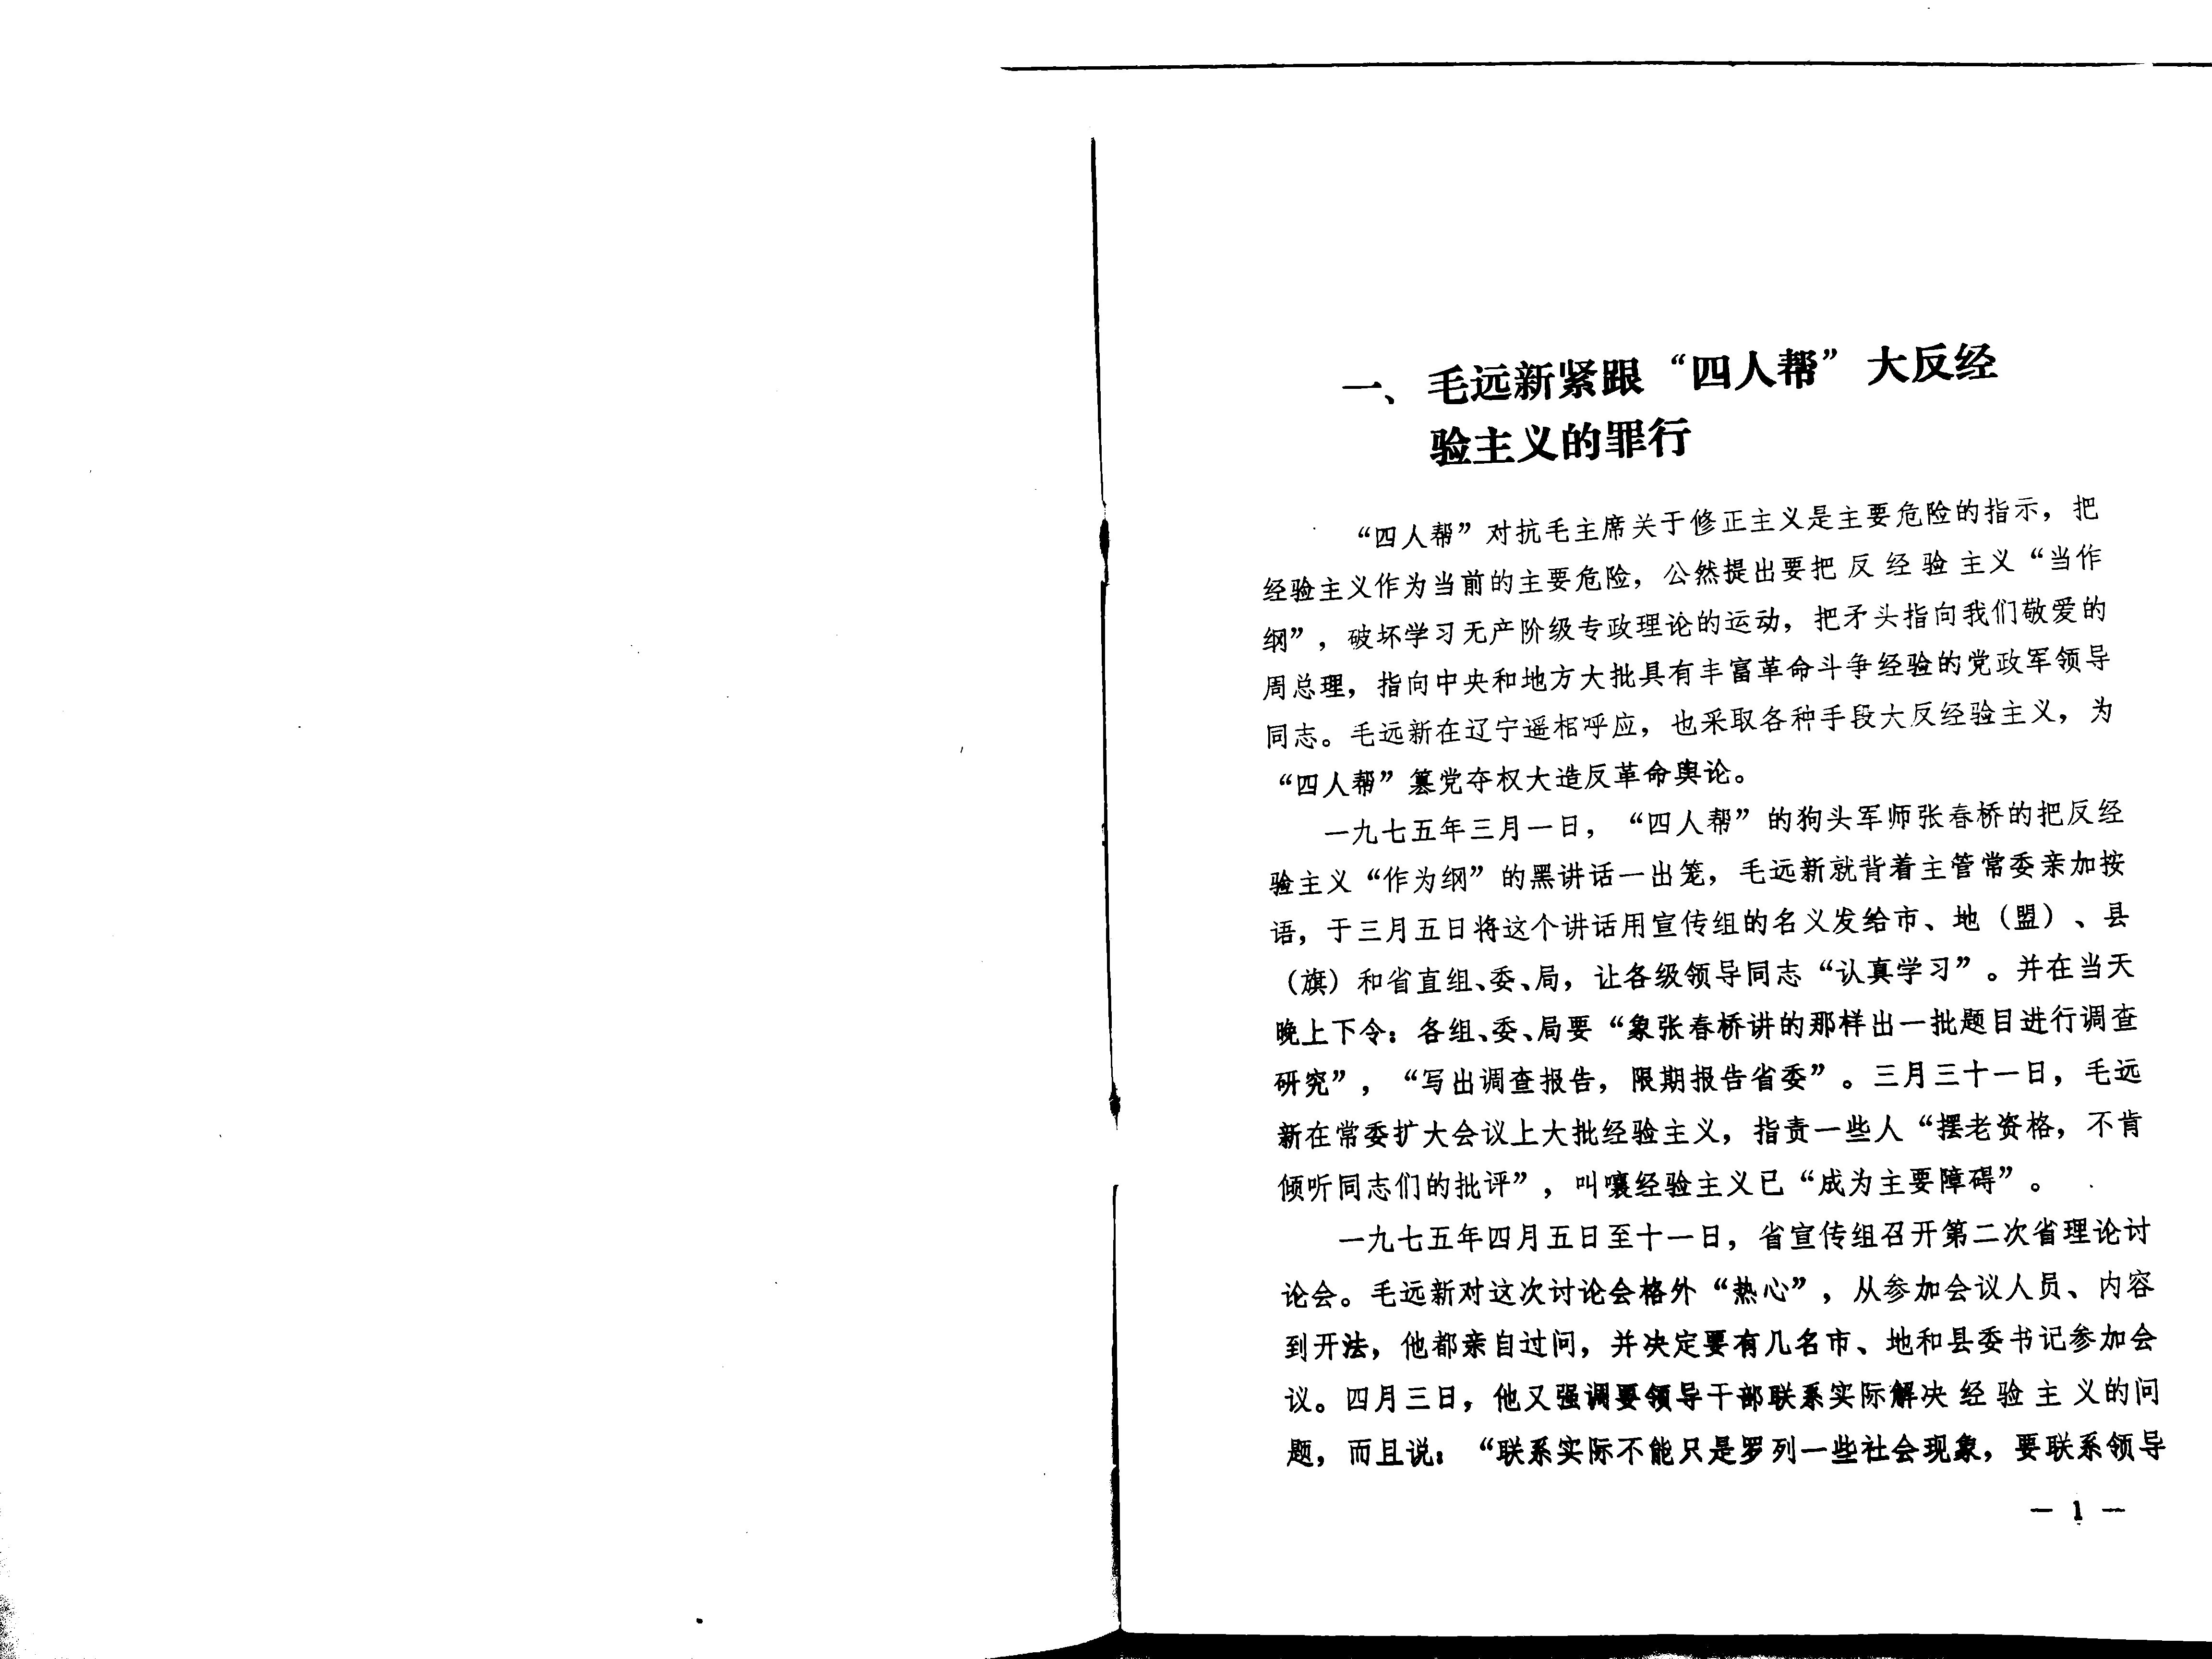 一、毛远新紧跟“四人帮”大反经
验主义的罪行
“四人帮”对抗毛主席关于修正主义是主要危险的指示，把
经验主义作为当前的主要危险，公然提出要把反经验主义“当作
纲”，破坏学习无产阶级专政理论的运动，把矛头指向我们敬爱的
周总理，指向中央和地方大批具有丰富革命斗争经验的党政军领导
同志。毛远新在辽宁遥相呼应，也采取各种手段大反经验主义，为
“四人帮”篡党夺权大造反革命舆论。
一九七五年三月一日，“四人帮”的狗头军师张春桥的把反经
验主义“作为纲”的黑讲话一出笼，毛远新就背着主管常委亲加按
语，于三月五日将这个讲话用宣传组的名义发给市、地（盟）、县
（旗）和省直组、委、局，让各级领导同志“认真学习”。并在当天
晚上下令：各组、委、局要“象张春桥讲的那样出一批题目进行调查
研究”，“写出调查报告，限期报告省委”。三月三十一日，毛远
新在常委扩大会议上大批经验主义，指责一些人“摆老资格，不肯
倾听同志们的批评”，叫嚷经验主义已“成为主要障碍”。
一九七五年四月五日至十一日，省宣传组召开第二次省理论讨
论会。毛远新对这次讨论会格外“热心”，从参加会议人员、内容
到开法，他都亲自过问，并决定要有几名市、地和县委书记参加会
议。四月三日，他又强调要领导干部联系实际解决经验主义的问
题，而且说：“联系实际不能只是罗列一些社会现象，要联系领导
— 1 —